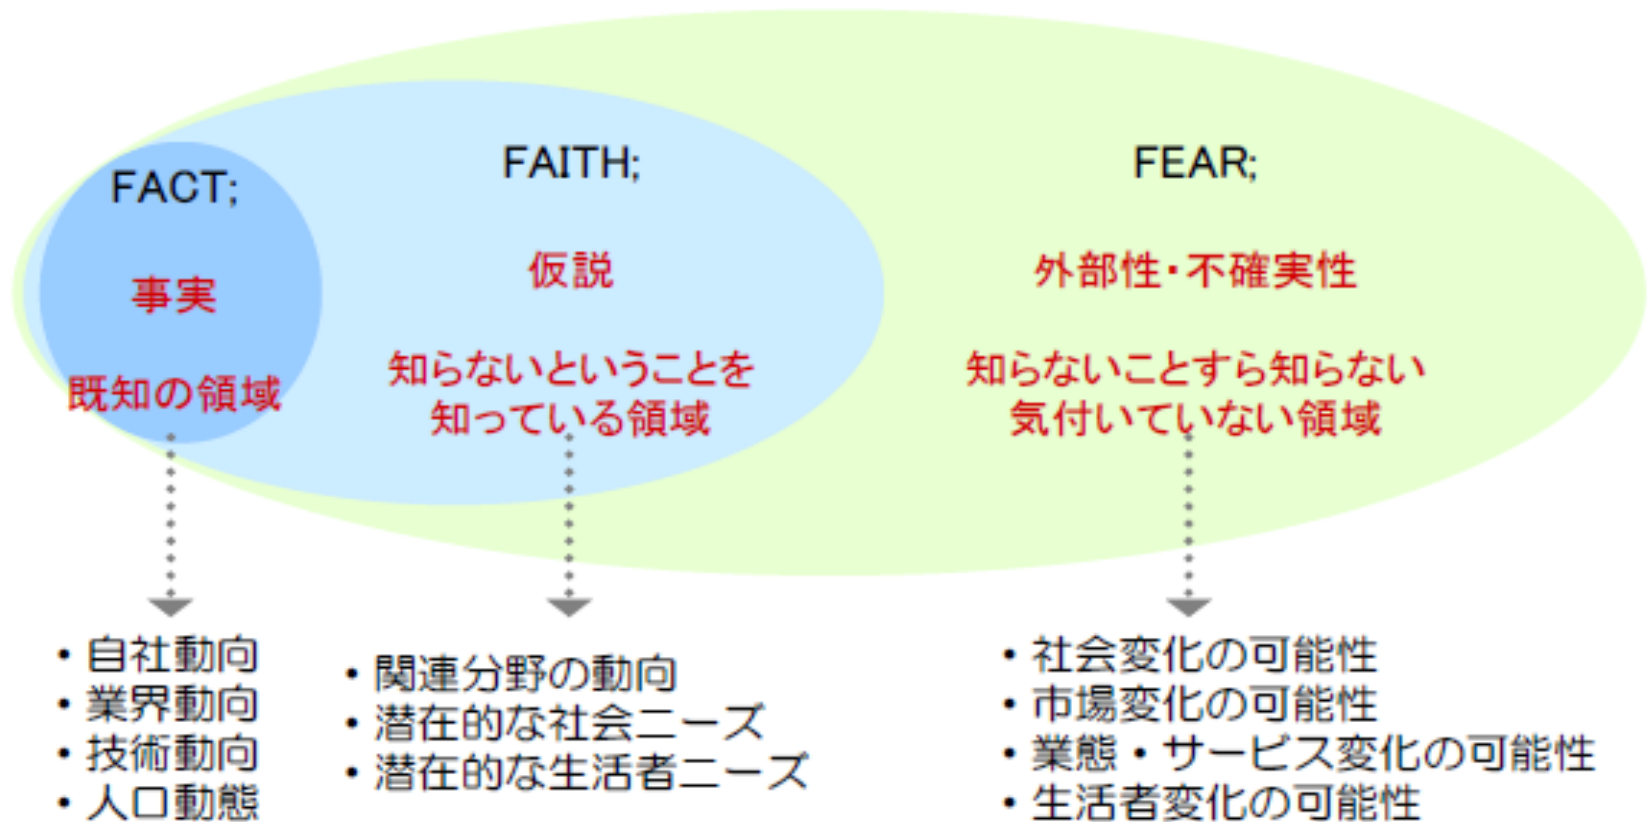 FACT;
事実
既知の領域
FAITH;
仮説
知らないということを
知っている領域
FEAR;
外部性・不確実性
知らないことすら知らない
気付いていない領域
・自社動向
・業界動向
・技術動向
・人口動態
・関連分野の動向
・潜在的な社会ニーズ
・潜在的な生活者ニーズ
・社会変化の可能性
・市場変化の可能性
・業態・サービス変化の可能性
・生活者変化の可能性